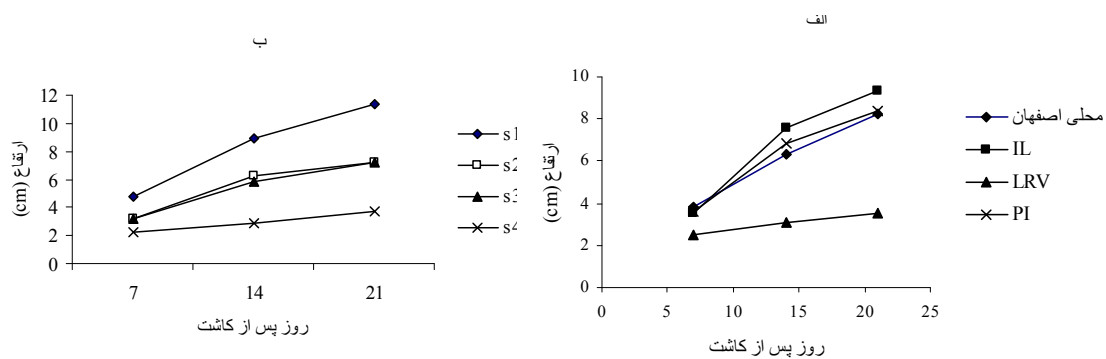 الف
ارتفاع (cm)
10
8
6
4
2
0
0 5 10 15 20 25
روز پس از کاشت
محلی اصفهان
IL
LRV
PI
ب
ارتفاع (cm)
12
10
8
6
4
2
0
7 14 21
روز پس از کاشت
s1
s2
s3
s4